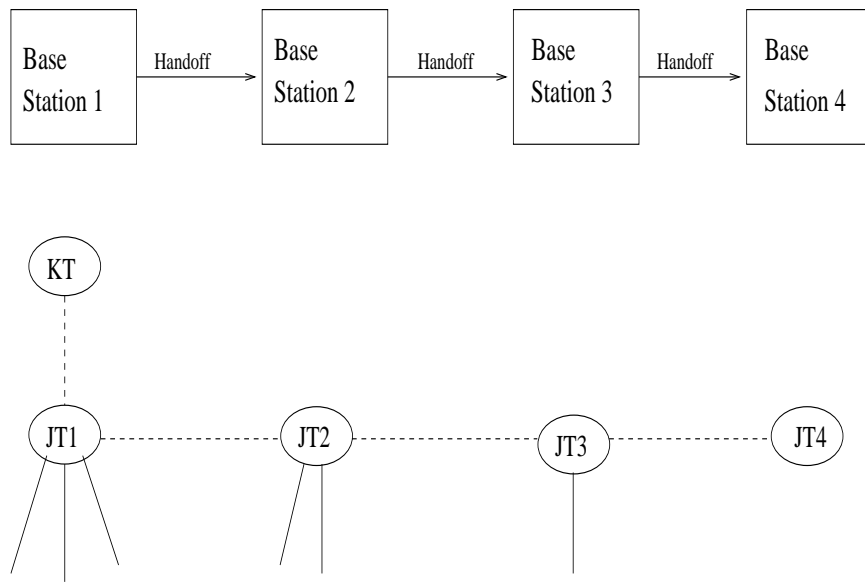 Base
Station 1
Handoff
Base
Station 2
Handoff
Base
Station 3
Handoff
Base
Station 4
KT
JT1
JT2
JT3
JT4